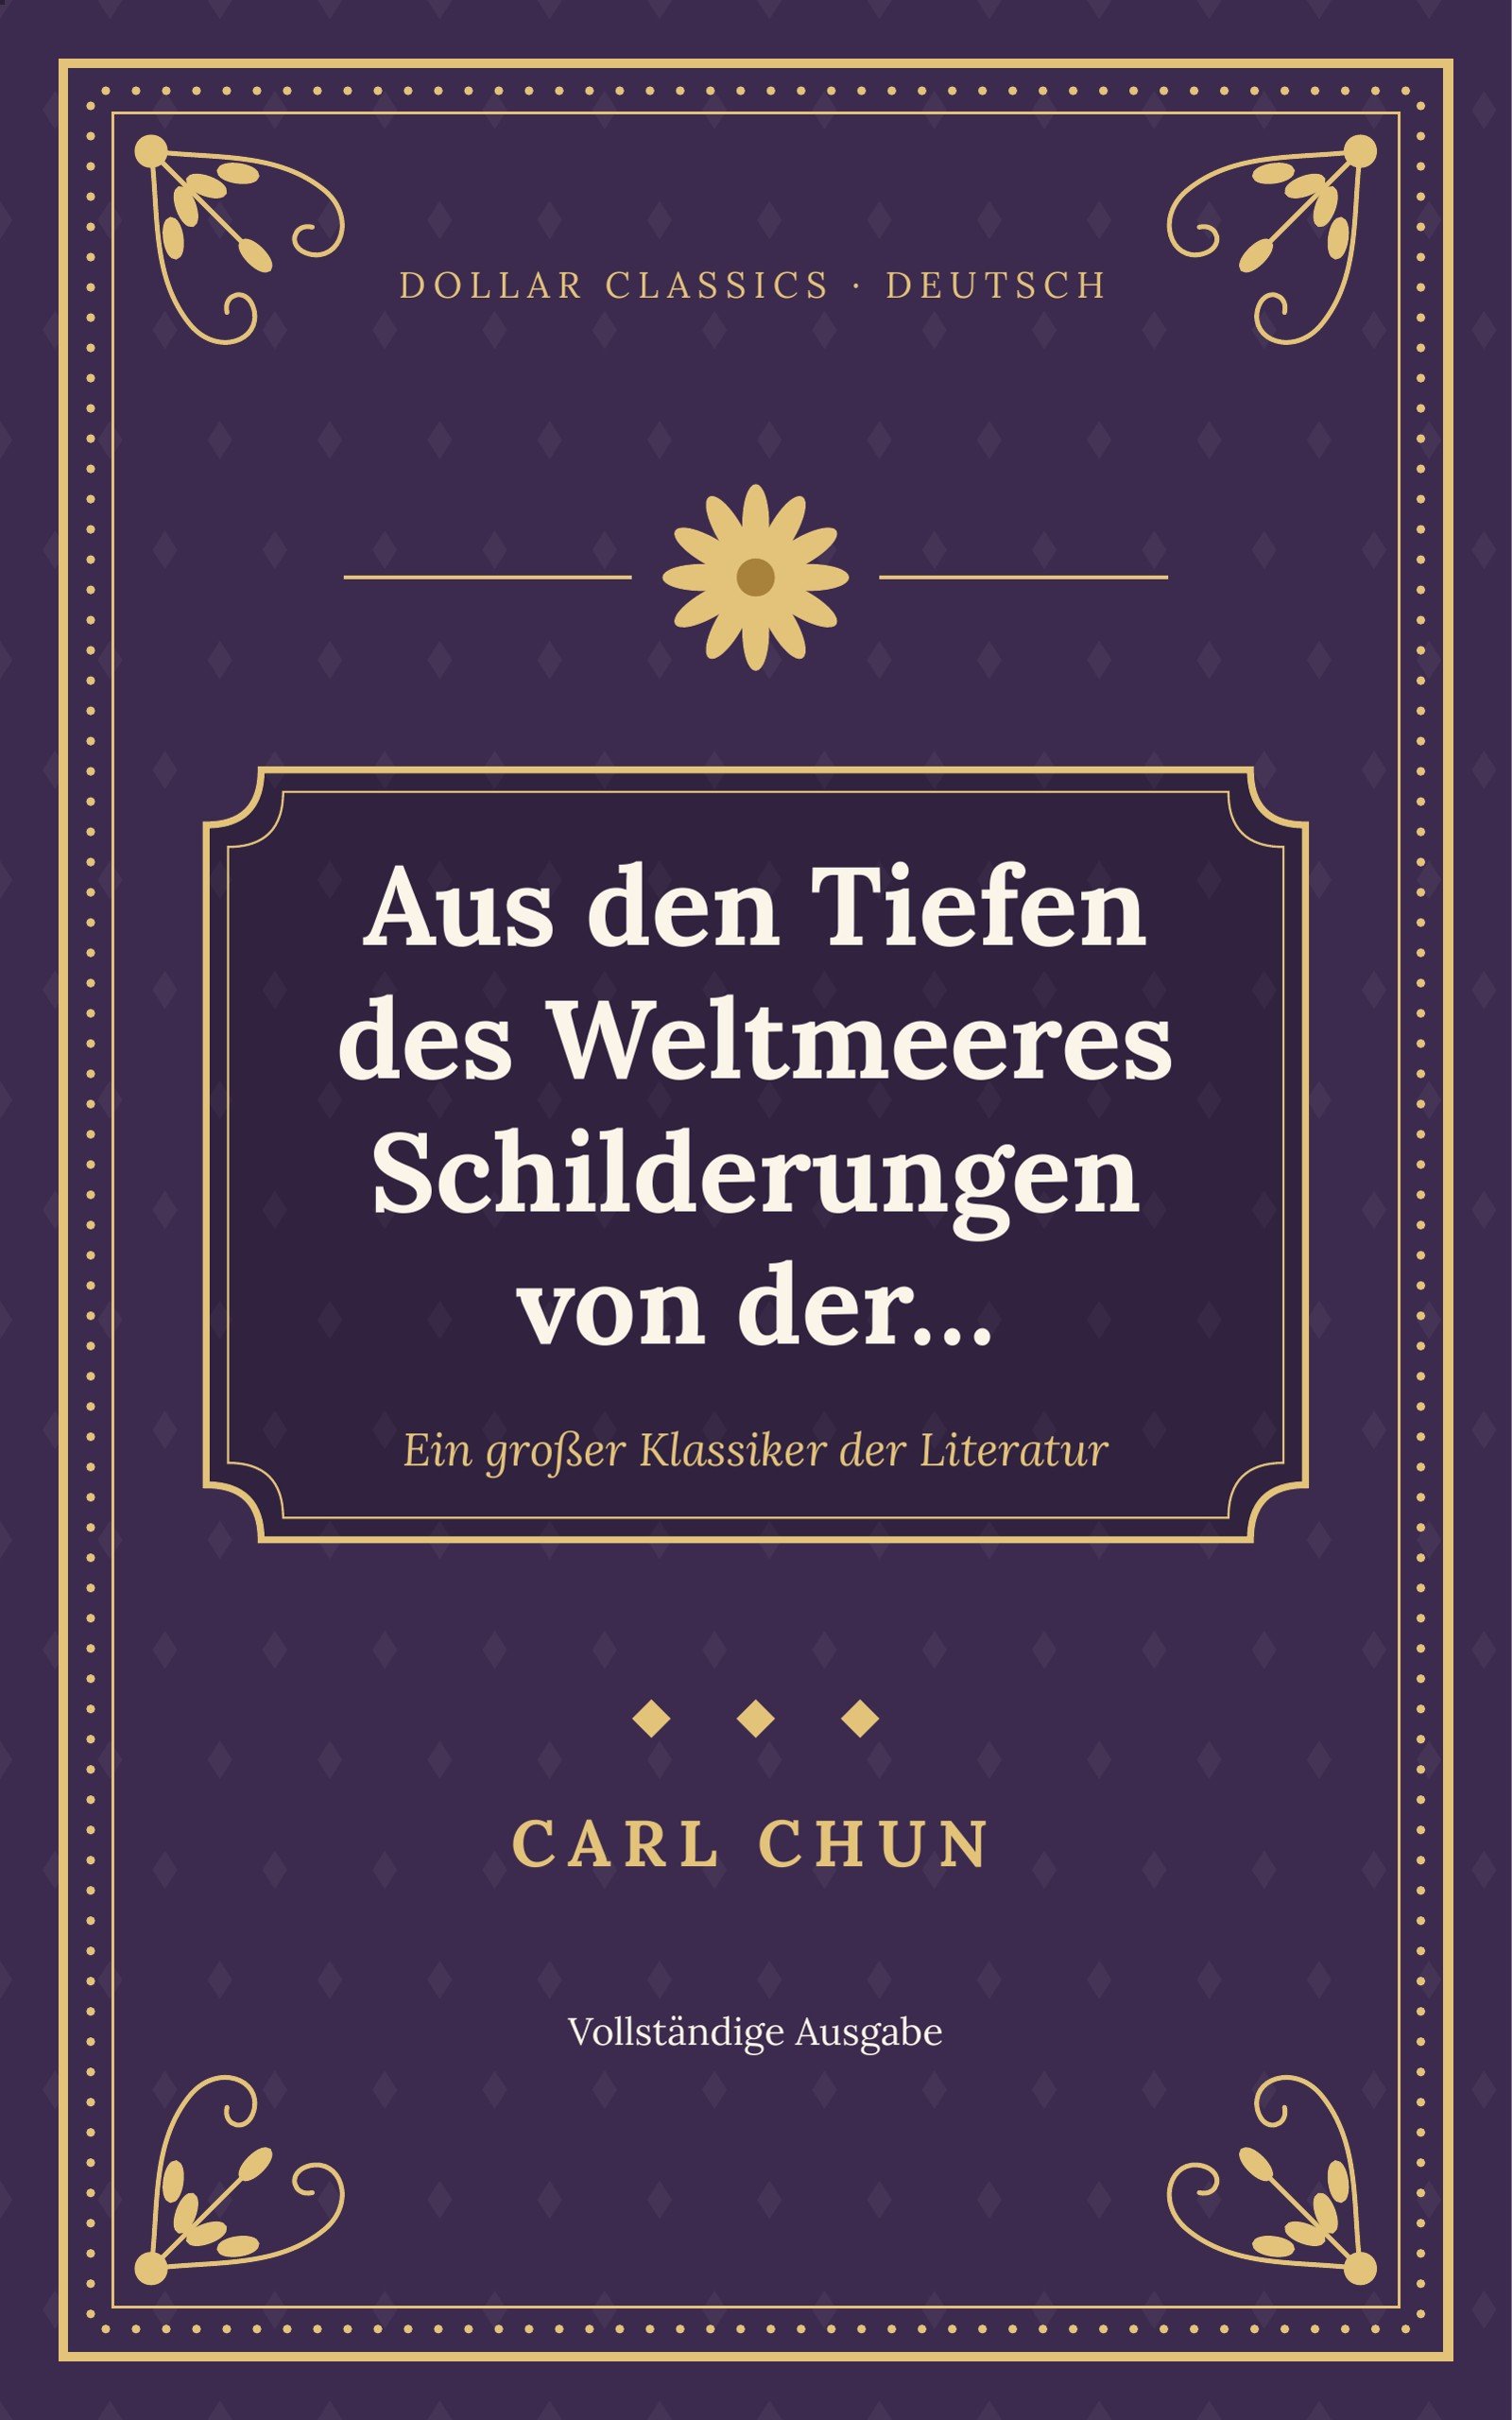 DOLLAR CLASSICS · DEUTSCH
Aus den Tiefen
des Weltmeeres
Schilderungen
von der...
Ein großer Klassiker der Literatur
CARL CHUN
Vollständige Ausgabe